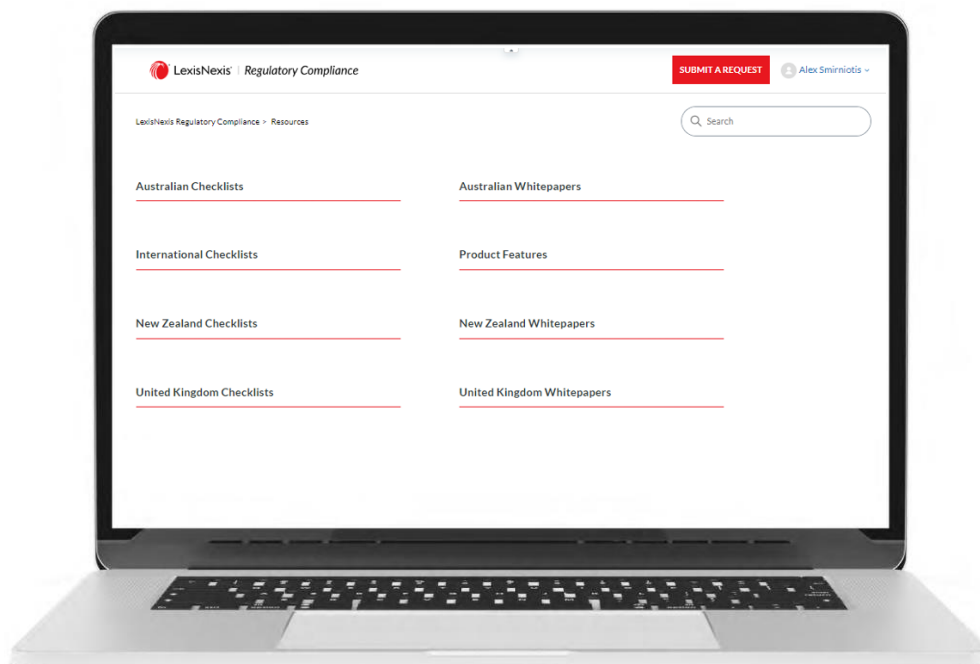 LexisNexis® | Regulatory Compliance
SUBMIT A REQUEST
Alex Smirniotis
LexisNexis Regulatory Compliance > Resources
Search
Australian Checklists
Australian Whitepapers
International Checklists
Product Features
New Zealand Checklists
New Zealand Whitepapers
United Kingdom Checklists
United Kingdom Whitepapers